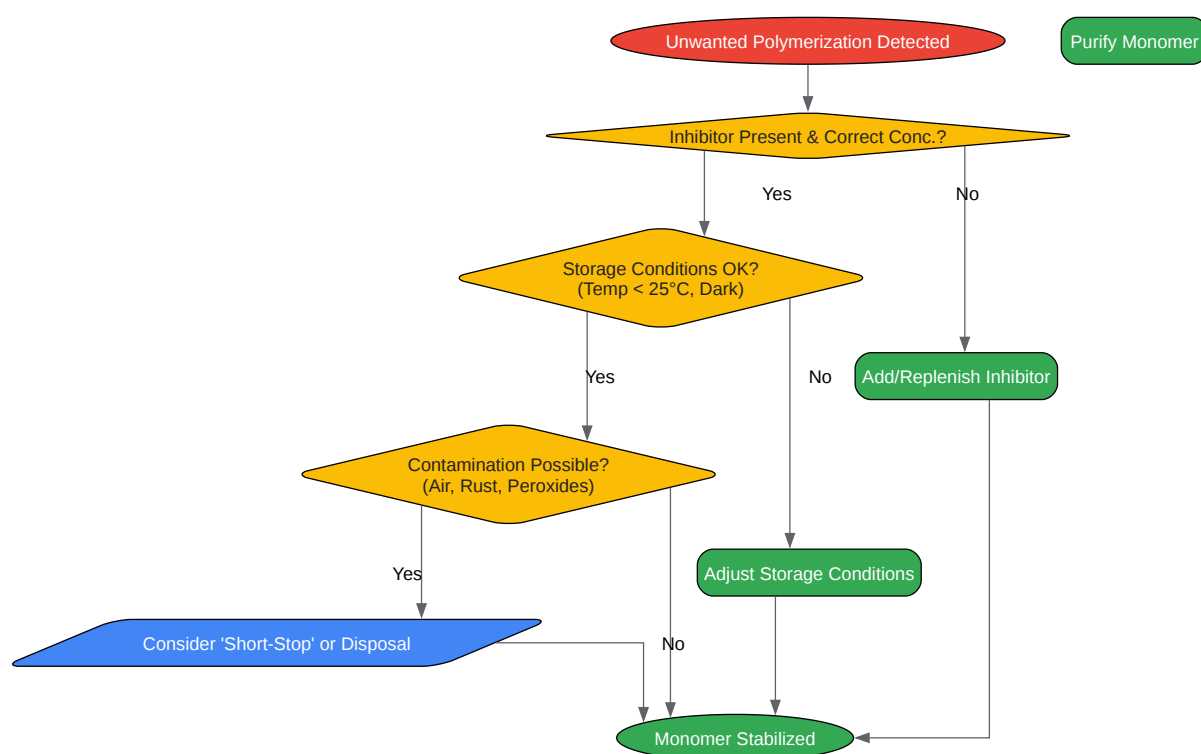 Unwanted Polymerization Detected
Purify Monomer
Inhibitor Present & Correct Conc.?
Yes
No
Storage Conditions OK?
(Temp < 25°C, Dark)
Yes
No
Add/Replenish Inhibitor
Contamination Possible?
(Air, Rust, Peroxides)
Yes
Adjust Storage Conditions
Consider 'Short-Stop' or Disposal
No
Monomer Stabilized